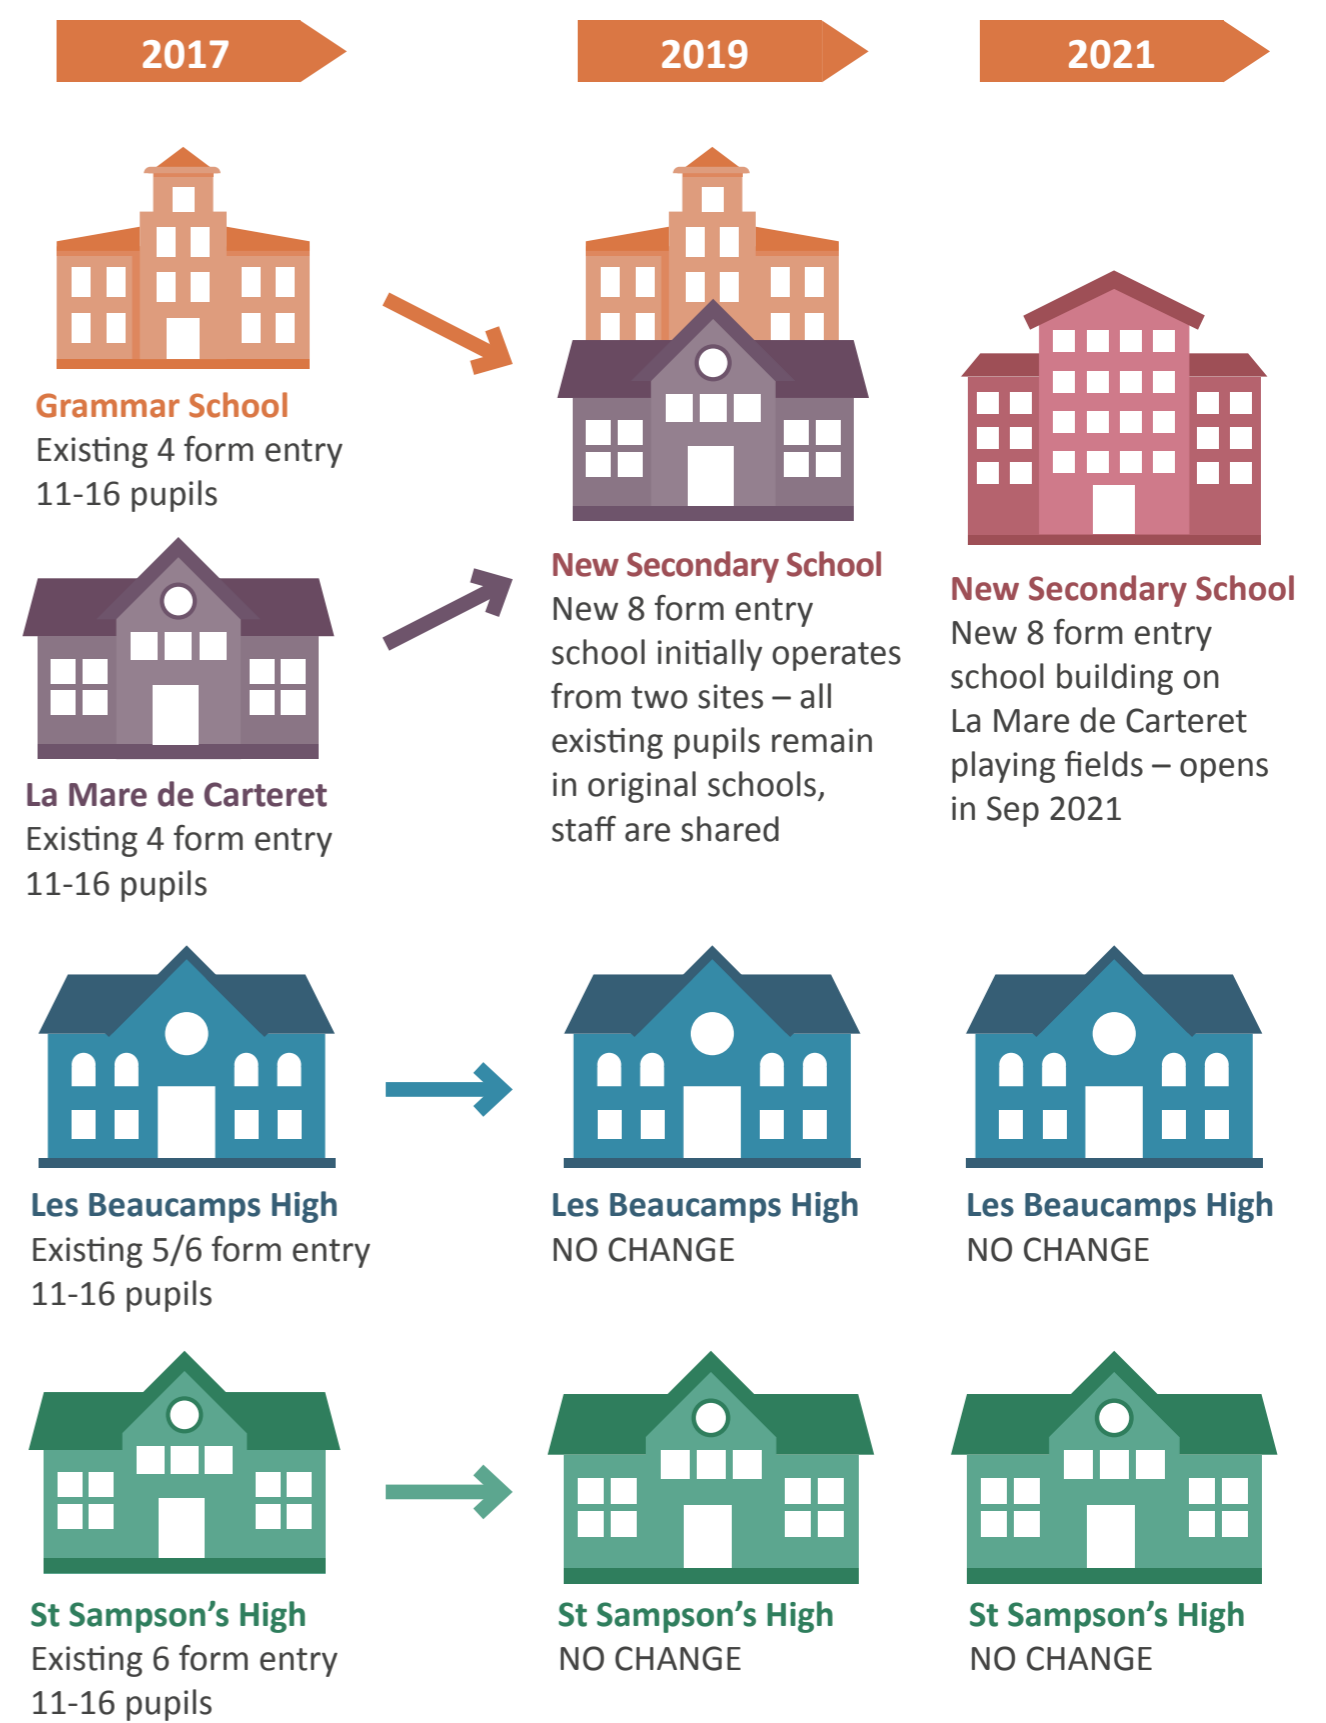 2017
2019
2021
Grammar School
Existing 4 form entry
11-16 pupils
La Mare de Carteret
Existing 4 form entry
11-16 pupils
New Secondary School
New 8 form entry
school initially operates
from two sites – all
existing pupils remain
in original schools,
staff are shared
New Secondary School
New 8 form entry
school building on
La Mare de Carteret
playing fields – opens
in Sep 2021
Les Beaucamps High
Existing 5/6 form entry
11-16 pupils
Les Beaucamps High
NO CHANGE
Les Beaucamps High
NO CHANGE
St Sampson’s High
Existing 6 form entry
11-16 pupils
St Sampson’s High
NO CHANGE
St Sampson’s High
NO CHANGE